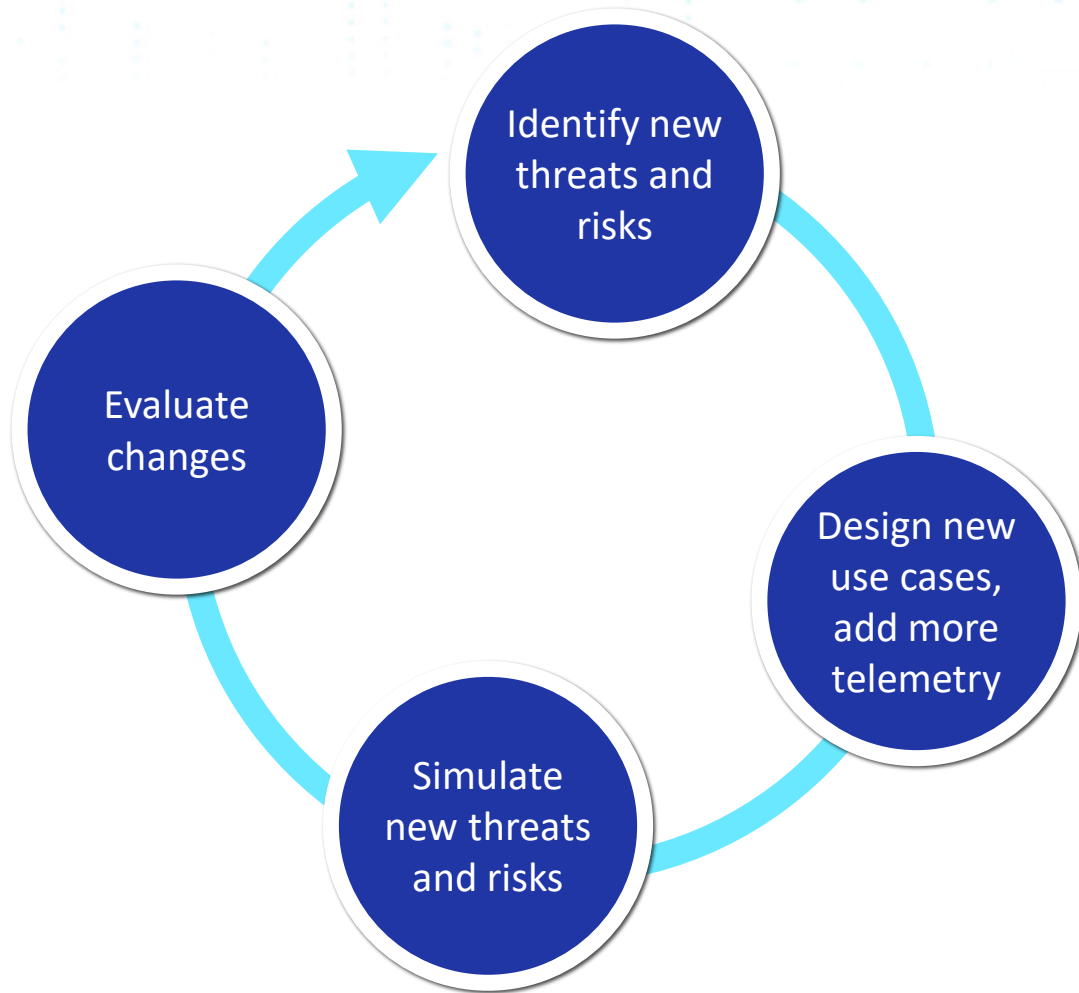 Identify new
threats and
risks
Design new
use cases,
add more
telemetry
Simulate
new threats
and risks
Evaluate
changes